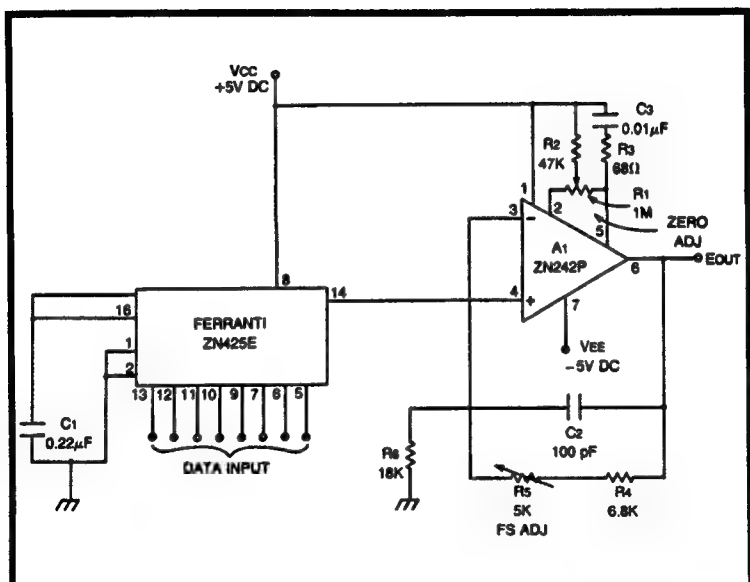 VCC
+5V DC
C3
0.01µF
R2
47K
R3
68Ω
R1
1M
ZERO
ADJ
1
2
3
−
5
A1
ZN242P
6
EOUT
4
+
7
VEE
−5V DC
8
14
16
FERRANTI
ZN425E
1
2
13 12 11 10 9 7 6 5
DATA INPUT
C1
0.22µF
C2
100 pF
R6
18K
R5
5K
FS ADJ
R4
6.8K